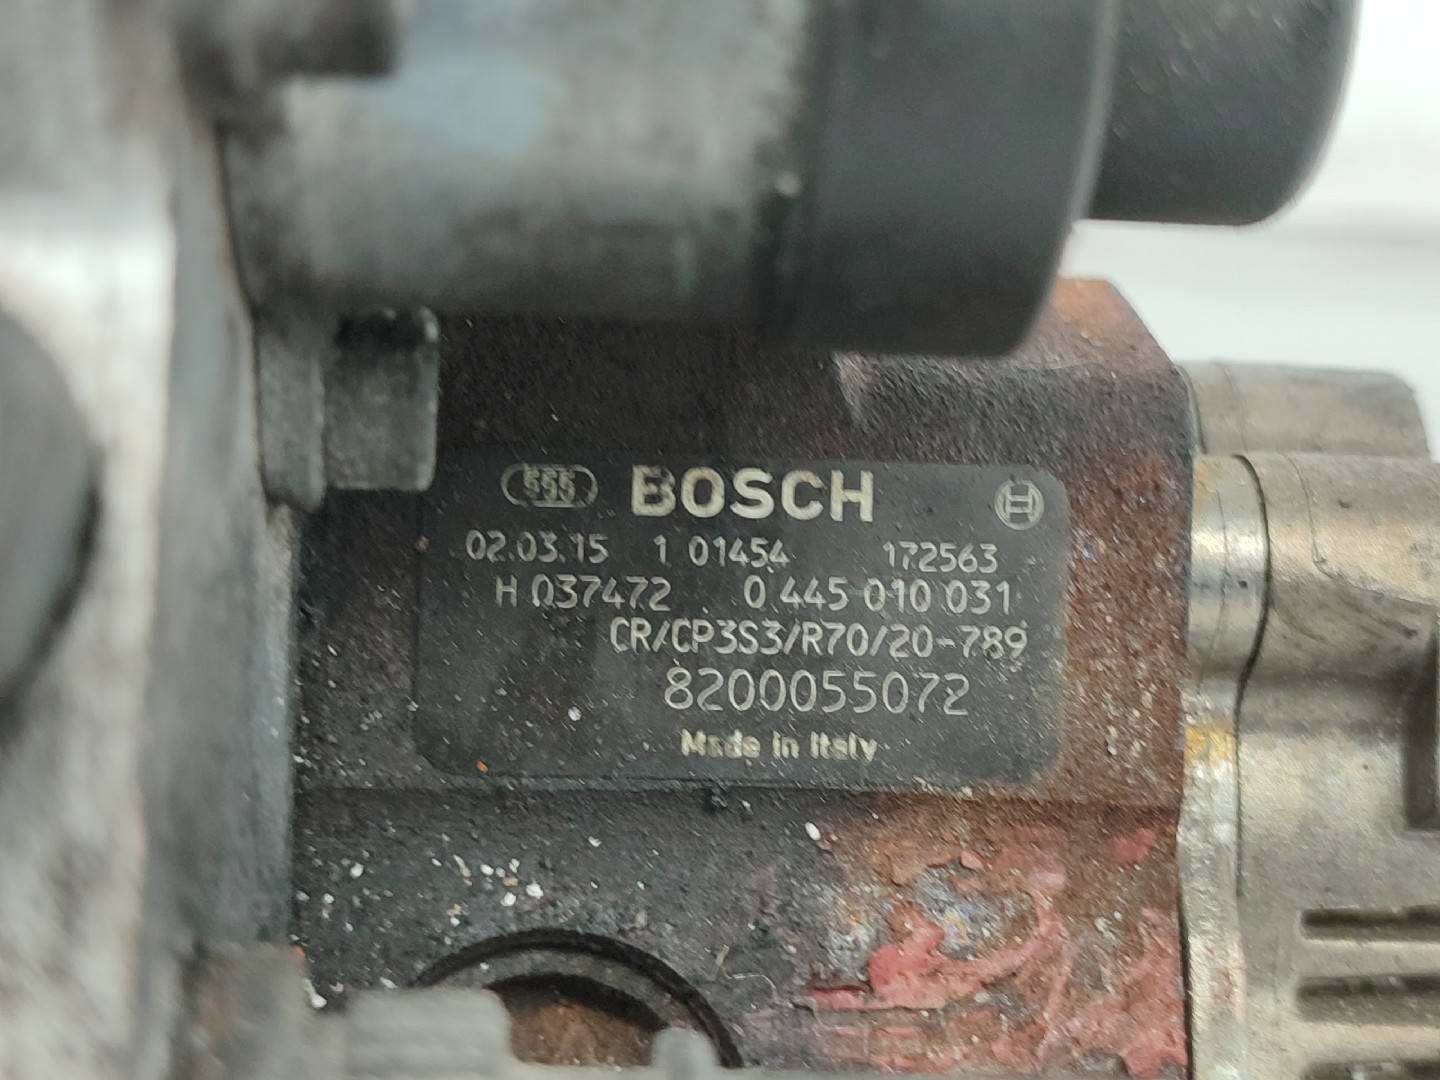 555 BOSCH
02.03.15 1 01454 172563
H 037472 0 445 010 031
CR/CP3S3/R70/20-789
8200055072
Made in Italy